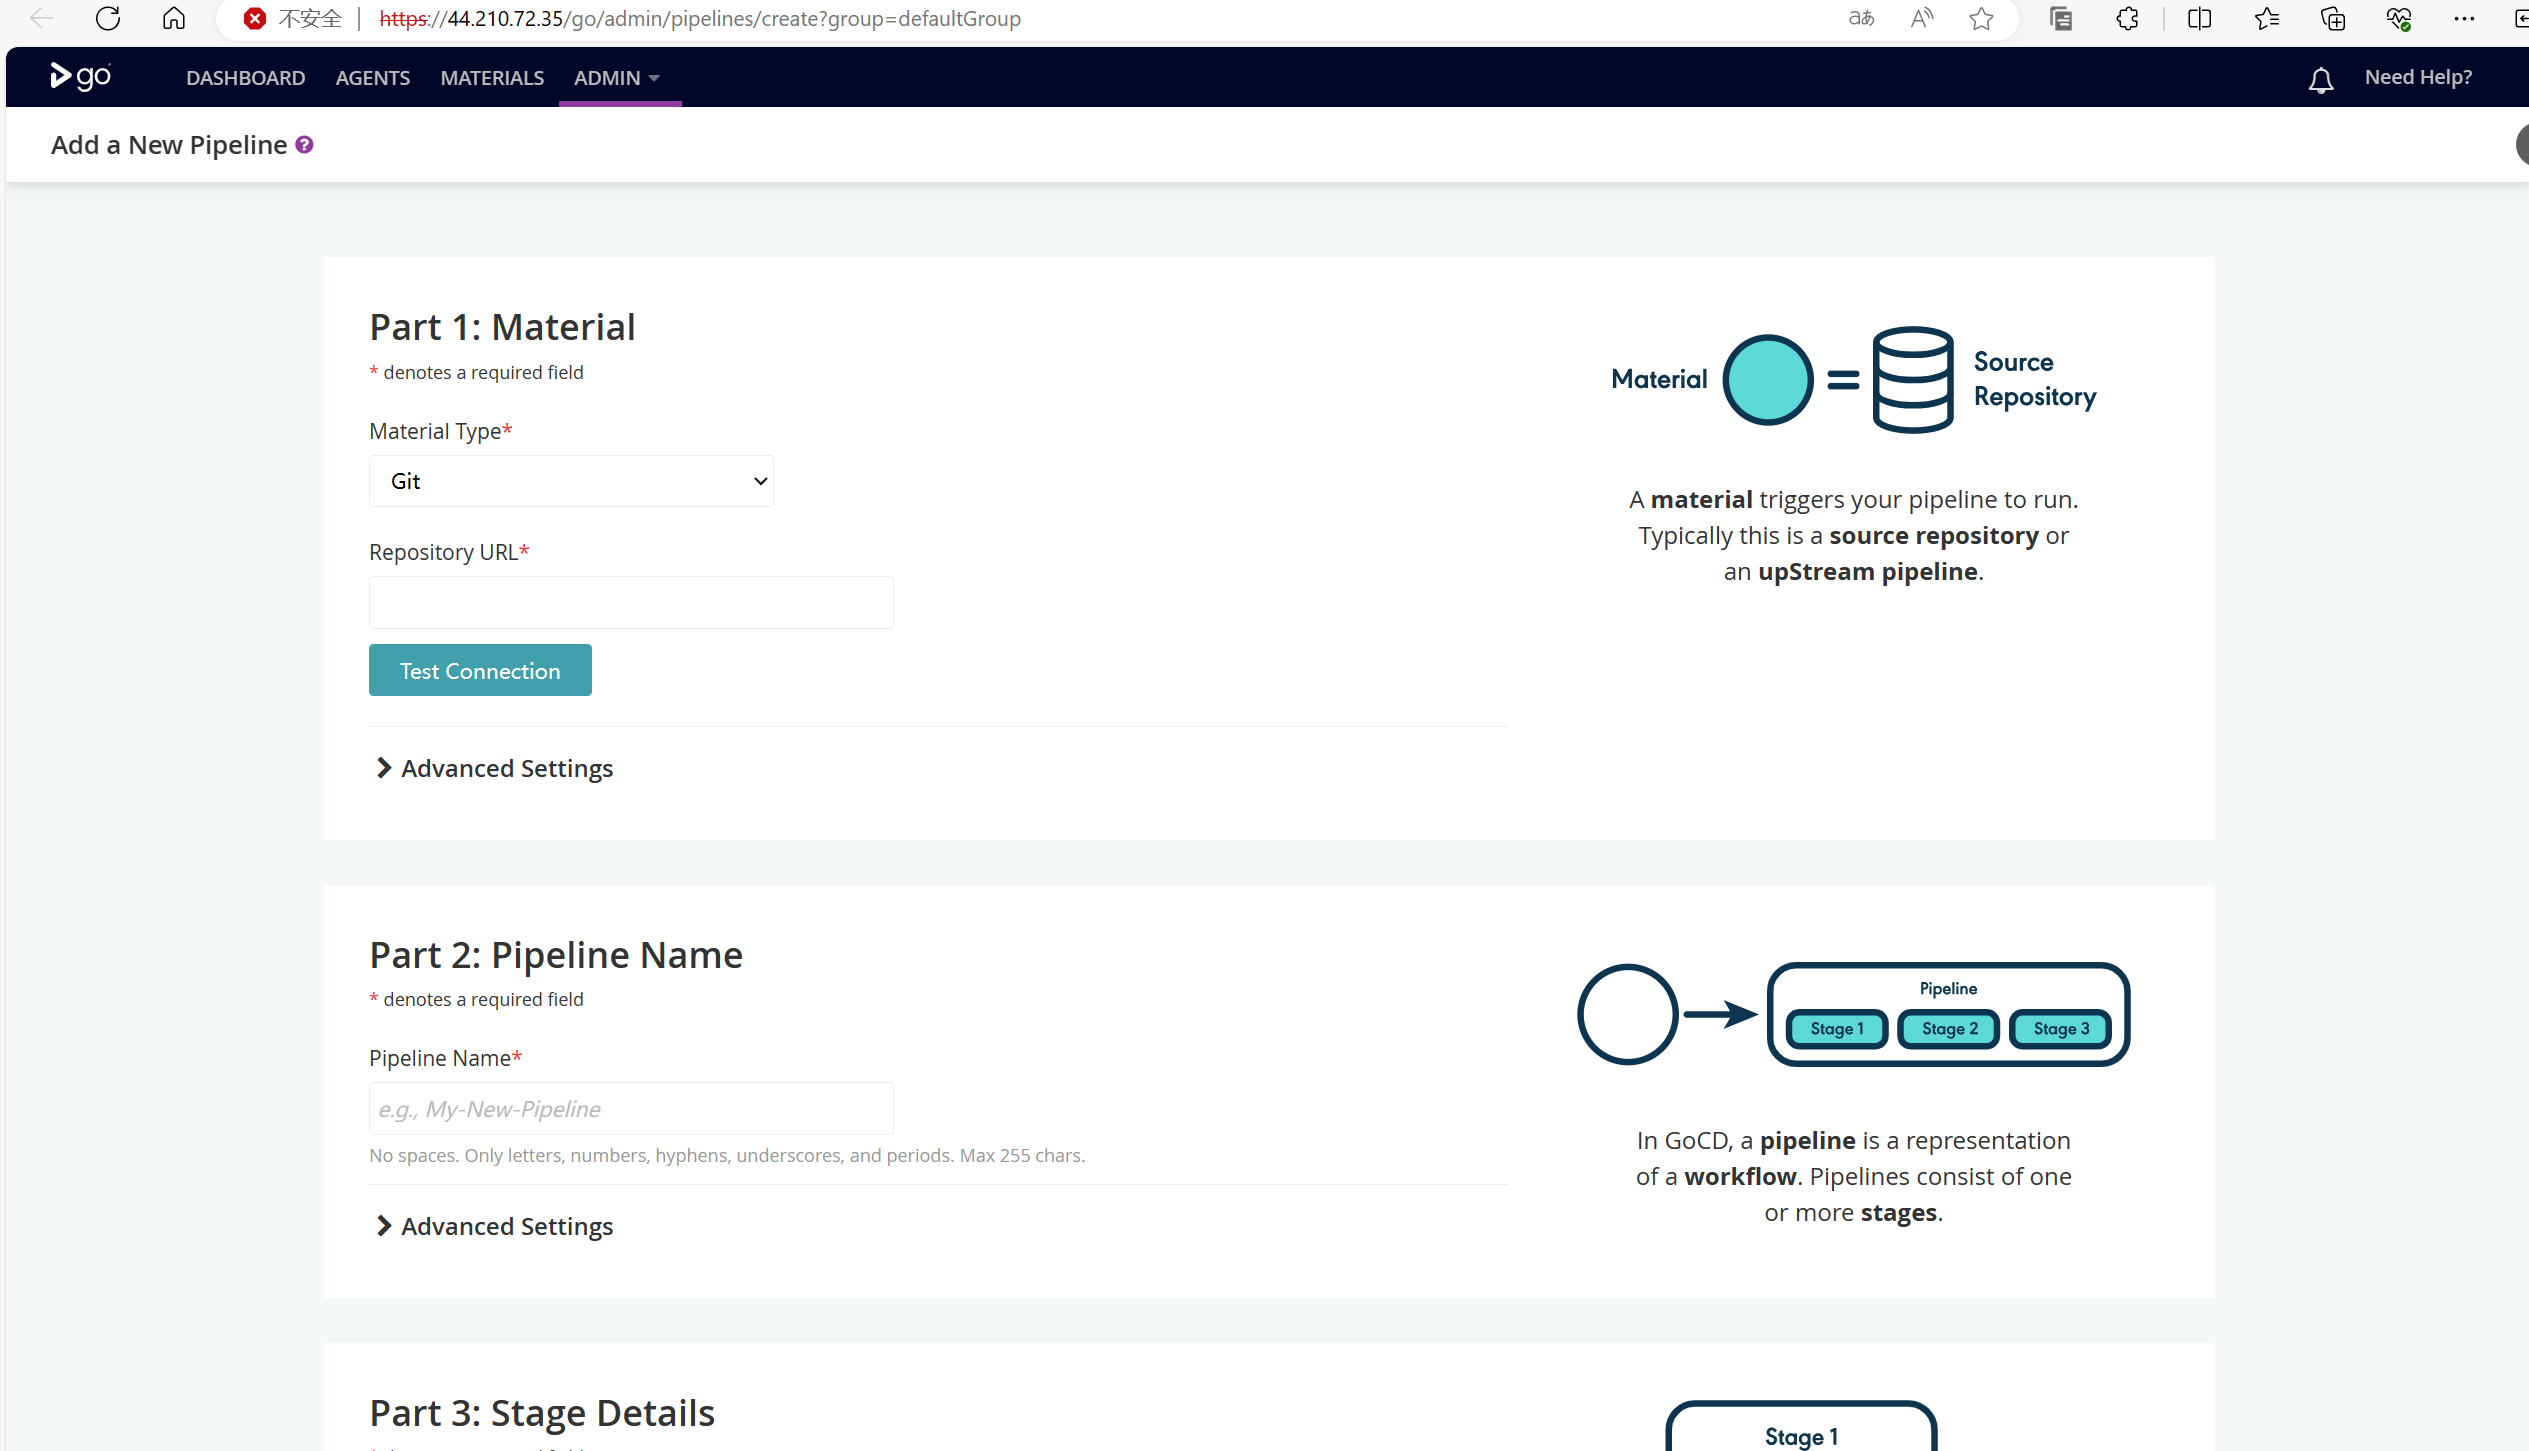 不安全 https://44.210.72.35/go/admin/pipelines/create?group=defaultGroup
go DASHBOARD AGENTS MATERIALS ADMIN Need Help?
Add a New Pipeline
Part 1: Material
* denotes a required field
Material Type*
Git
Repository URL*
Test Connection
Advanced Settings
Material = Source Repository
A material triggers your pipeline to run.
Typically this is a source repository or
an upStream pipeline.
Part 2: Pipeline Name
* denotes a required field
Pipeline Name*
e.g., My-New-Pipeline
No spaces. Only letters, numbers, hyphens, underscores, and periods. Max 255 chars.
Advanced Settings
Pipeline
Stage 1 Stage 2 Stage 3
In GoCD, a pipeline is a representation
of a workflow. Pipelines consist of one
or more stages.
Part 3: Stage Details
Stage 1